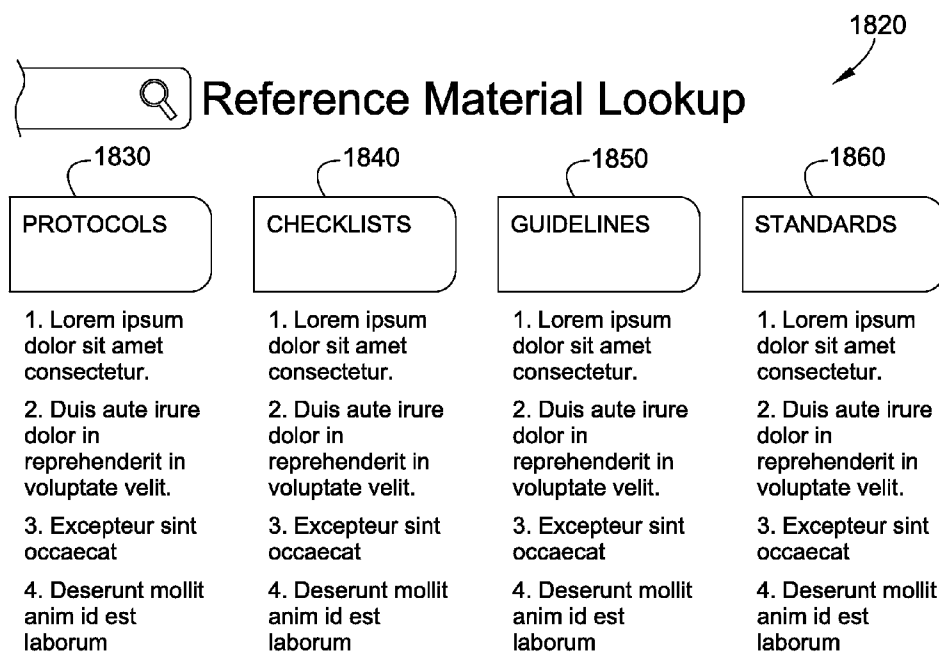 1820
Reference Material Lookup
1830
1840
1850
1860
PROTOCOLS
CHECKLISTS
GUIDELINES
STANDARDS
1. Lorem ipsum
dolor sit amet
consectetur.
2. Duis aute irure
dolor in
reprehenderit in
voluptate velit.
3. Excepteur sint
occaecat
4. Deserunt mollit
anim id est
laborum
1. Lorem ipsum
dolor sit amet
consectetur.
2. Duis aute irure
dolor in
reprehenderit in
voluptate velit.
3. Excepteur sint
occaecat
4. Deserunt mollit
anim id est
laborum
1. Lorem ipsum
dolor sit amet
consectetur.
2. Duis aute irure
dolor in
reprehenderit in
voluptate velit.
3. Excepteur sint
occaecat
4. Deserunt mollit
anim id est
laborum
1. Lorem ipsum
dolor sit amet
consectetur.
2. Duis aute irure
dolor in
reprehenderit in
voluptate velit.
3. Excepteur sint
occaecat
4. Deserunt mollit
anim id est
laborum